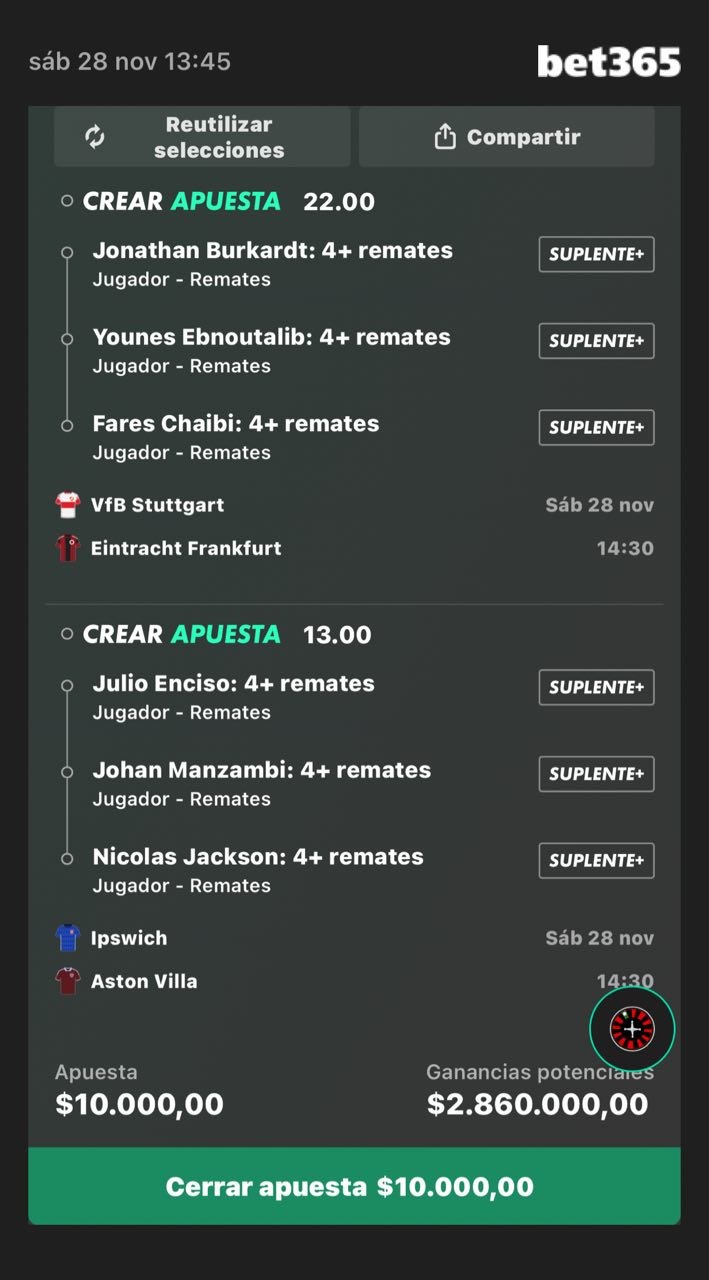 sáb 28 nov 13:45
bet365
Reutilizar
selecciones
Compartir
CREAR APUESTA 22.00
Jonathan Burkardt: 4+ remates
SUPLENTE+
Jugador - Remates
Younes Ebnoutalib: 4+ remates
SUPLENTE+
Jugador - Remates
Fares Chaibi: 4+ remates
SUPLENTE+
Jugador - Remates
VfB Stuttgart
Sáb 28 nov
Eintracht Frankfurt
14:30
CREAR APUESTA 13.00
Julio Enciso: 4+ remates
SUPLENTE+
Jugador - Remates
Johan Manzambi: 4+ remates
SUPLENTE+
Jugador - Remates
Nicolas Jackson: 4+ remates
SUPLENTE+
Jugador - Remates
Ipswich
Sáb 28 nov
Aston Villa
14:30
Apuesta
Ganancias potenciales
$10.000,00
$2.860.000,00
Cerrar apuesta $10.000,00